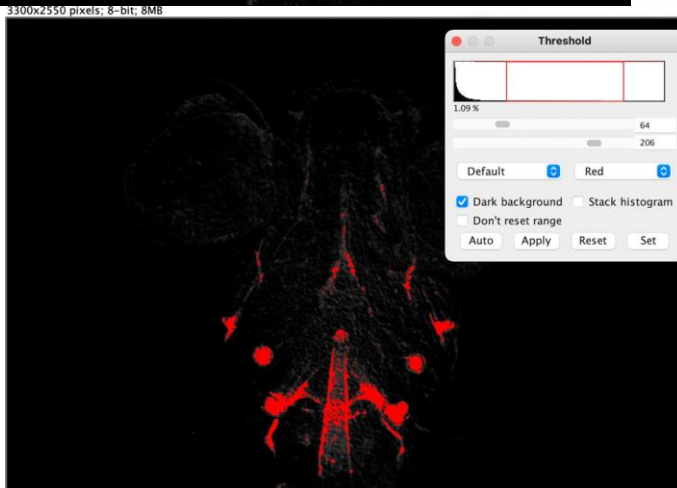 3300x2550 pixels; 8-bit; 8MB
Threshold
1.09 %
64
206
Default Red
Dark background Stack histogram
Don't reset range
Auto Apply Reset Set